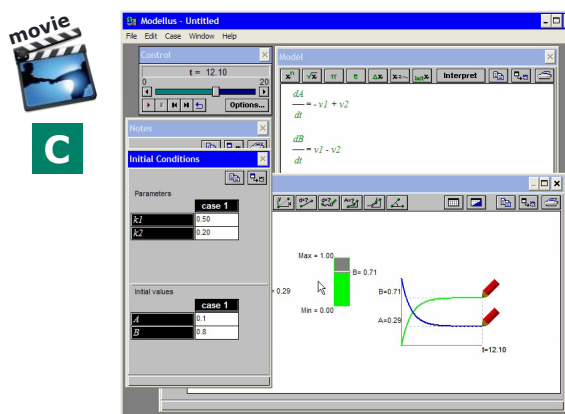 movie
C
Modellus - Untitled
File Edit Case Window Help
Control
t = 12.10
0 20
Options...
Model
xⁿ √x π e Δx Interpret
dA
dt
= - v1 + v2
dB
dt
= v1 - v2
Notes
Initial Conditions
Parameters
case 1
k1 0.50
k2 0.20
Initial values
case 1
A 0.1
B 0.8
Max = 1.00
B= 0.71
= 0.29
Min = 0.00
B=0.71
A=0.29
t=12.10